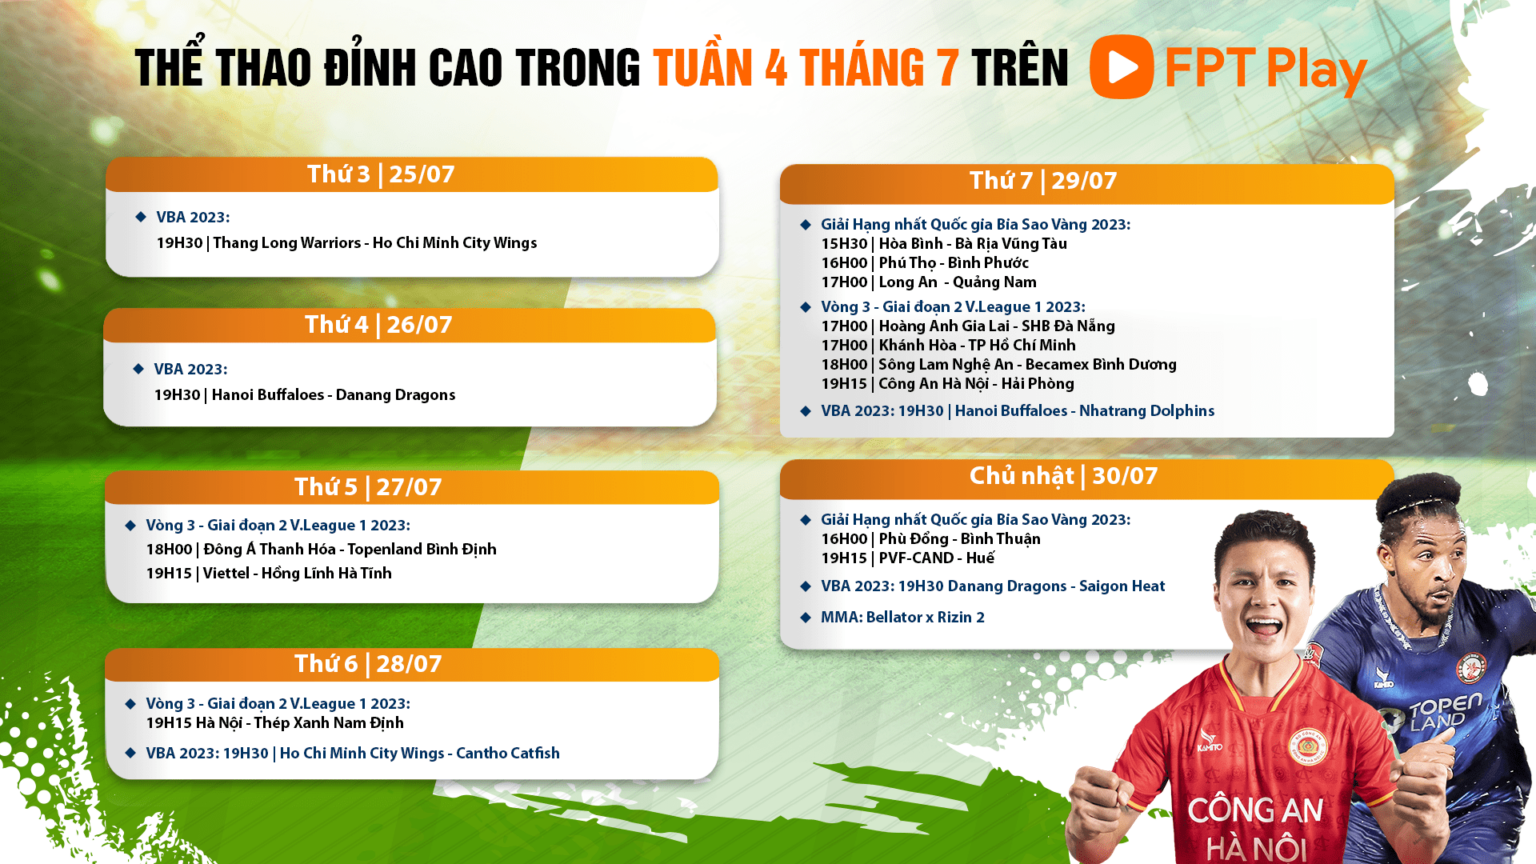 THỂ THAO ĐỈNH CAO TRONG TUẦN 4 THÁNG 7 TRÊN FPT Play
Thứ 3 | 25/07
VBA 2023:
19H30 | Thang Long Warriors - Ho Chi Minh City Wings
Thứ 4 | 26/07
VBA 2023:
19H30 | Hanoi Buffaloes - Danang Dragons
Thứ 5 | 27/07
Vòng 3 - Giai đoạn 2 V.League 1 2023:
18H00 | Đông Á Thanh Hóa - Topenland Bình Định
19H15 | Viettel - Hồng Lĩnh Hà Tĩnh
Thứ 6 | 28/07
Vòng 3 - Giai đoạn 2 V.League 1 2023:
19H15 Hà Nội - Thép Xanh Nam Định
VBA 2023: 19H30 | Ho Chi Minh City Wings - Cantho Catfish
Thứ 7 | 29/07
Giải Hạng nhất Quốc gia Bia Sao Vàng 2023:
15H30 | Hòa Bình - Bà Rịa Vũng Tàu
16H00 | Phú Thọ - Bình Phước
17H00 | Long An - Quảng Nam
Vòng 3 - Giai đoạn 2 V.League 1 2023:
17H00 | Hoàng Anh Gia Lai - SHB Đà Nẵng
17H00 | Khánh Hòa - TP Hồ Chí Minh
18H00 | Sông Lam Nghệ An - Becamex Bình Dương
19H15 | Công An Hà Nội - Hải Phòng
VBA 2023: 19H30 | Hanoi Buffaloes - Nhatrang Dolphins
Chủ nhật | 30/07
Giải Hạng nhất Quốc gia Bia Sao Vàng 2023:
16H00 | Phù Đổng - Bình Thuận
19H15 | PVF-CAND - Huế
VBA 2023: 19H30 Danang Dragons - Saigon Heat
MMA: Bellator x Rizin 2
KAMITO
TOPEN
LAND
KAMITO
CÔNG AN
HÀ NỘI